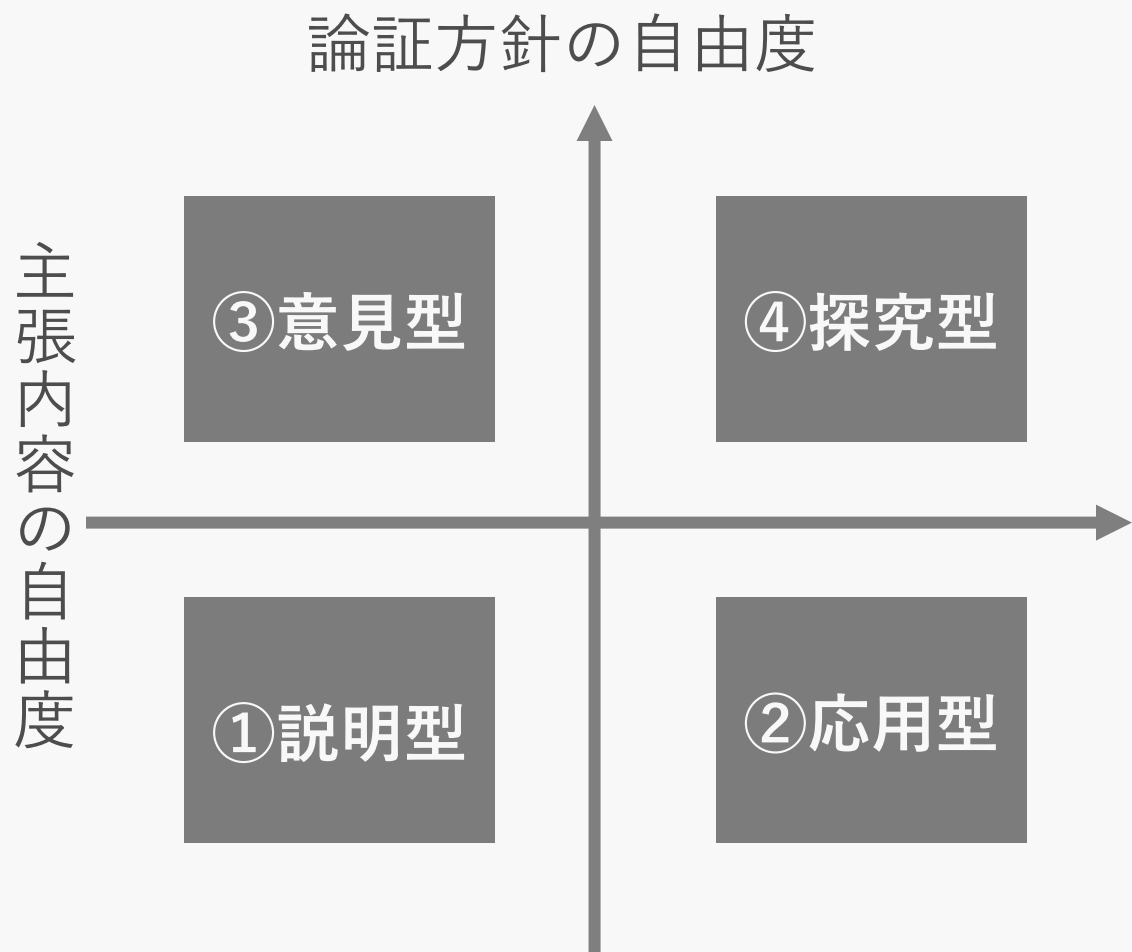 論証方針の自由度
主張内容の自由度
③意見型
④探究型
①説明型
②応用型